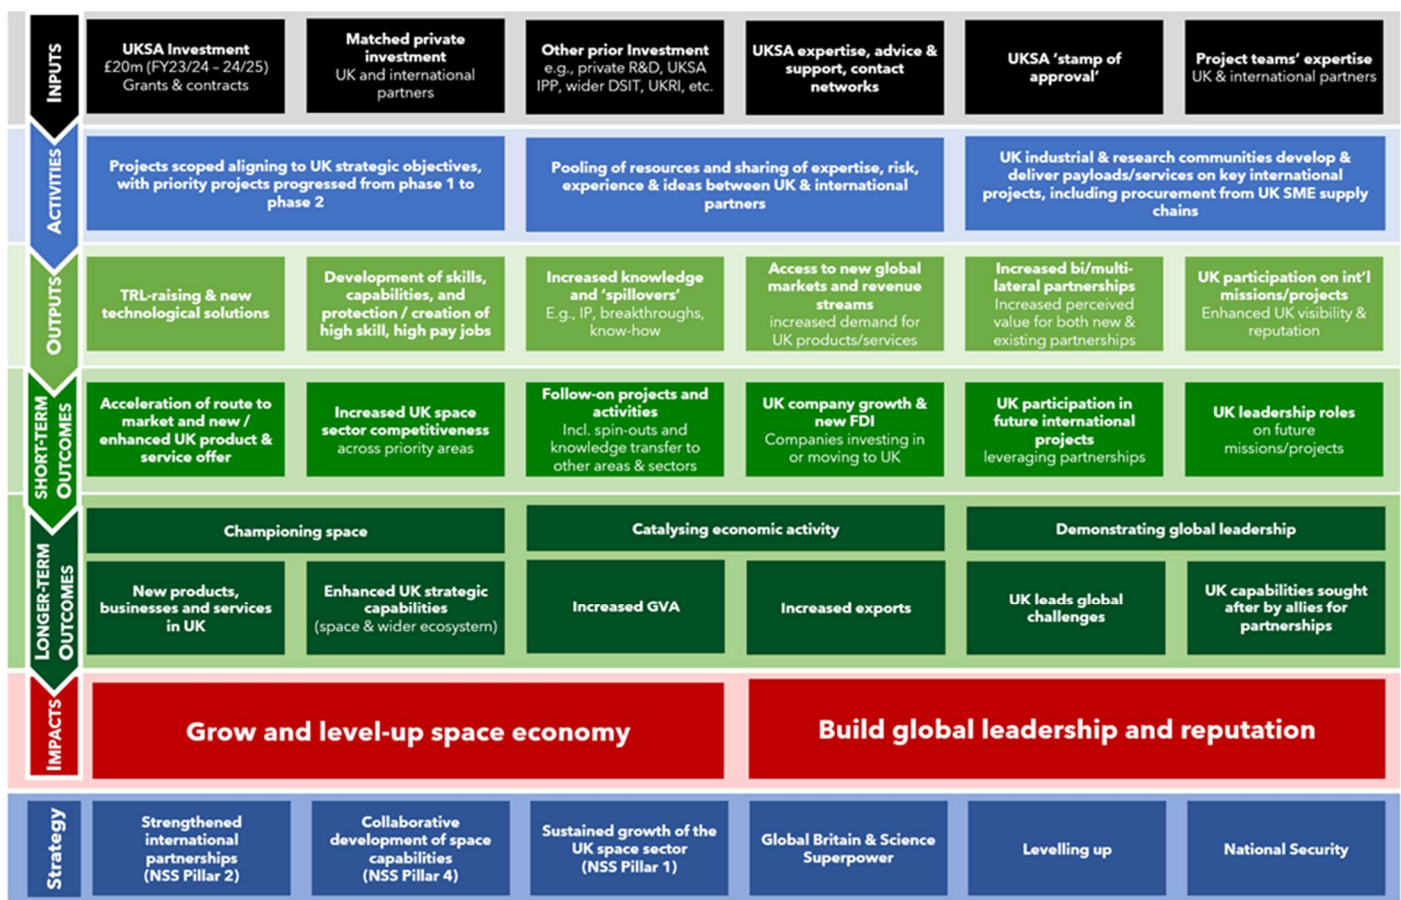 INPUTS
UKSA Investment
£20m (FY23/24 – 24/25)
Grants & contracts
Matched private
investment
UK and international
partners
Other prior Investment
e.g., private R&D, UKSA
IPP, wider DSIT, UKRI, etc.
UKSA expertise, advice &
support, contact
networks
UKSA ‘stamp of
approval’
Project teams’ expertise
UK & international partners
ACTIVITIES
Projects scoped aligning to UK strategic objectives,
with priority projects progressed from phase 1 to
phase 2
Pooling of resources and sharing of expertise, risk,
experience & ideas between UK & international
partners
UK industrial & research communities develop &
deliver payloads/services on key international
projects, including procurement from UK SME supply
chains
OUTPUTS
TRL-raising & new
technological solutions
Development of skills,
capabilities, and
protection / creation of
high skill, high pay jobs
Increased knowledge
and ‘spillovers’
E.g., IP, breakthroughs,
know-how
Access to new global
markets and revenue
streams
increased demand for
UK products/services
Increased bi/multi-
lateral partnerships
Increased perceived
value for both new &
existing partnerships
UK participation on int’l
missions/projects
Enhanced UK visibility &
reputation
SHORT-TERM
OUTCOMES
Acceleration of route to
market and new /
enhanced UK product &
service offer
Increased UK space
sector competitiveness
across priority areas
Follow-on projects and
activities
Incl. spin-outs and
knowledge transfer to
other areas & sectors
UK company growth &
new FDI
Companies investing in
or moving to UK
UK participation in
future international
projects
leveraging partnerships
UK leadership roles
on future
missions/projects
LONGER-TERM
OUTCOMES
Championing space
Catalysing economic activity
Demonstrating global leadership
New products,
businesses and services
in UK
Enhanced UK strategic
capabilities
(space & wider ecosystem)
Increased GVA
Increased exports
UK leads global
challenges
UK capabilities sought
after by allies for
partnerships
IMPACTS
Grow and level-up space economy
Build global leadership and reputation
Strategy
Strengthened
international
partnerships
(NSS Pillar 2)
Collaborative
development of space
capabilities
(NSS Pillar 4)
Sustained growth of the
UK space sector
(NSS Pillar 1)
Global Britain & Science
Superpower
Levelling up
National Security